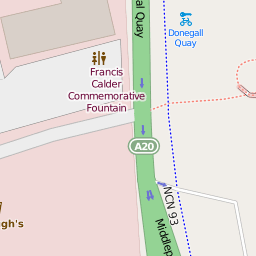 al Quay
Donegall
Quay
Francis
Calder
Commemorative
Fountain
A20
NCN 93
gh's
Middlep